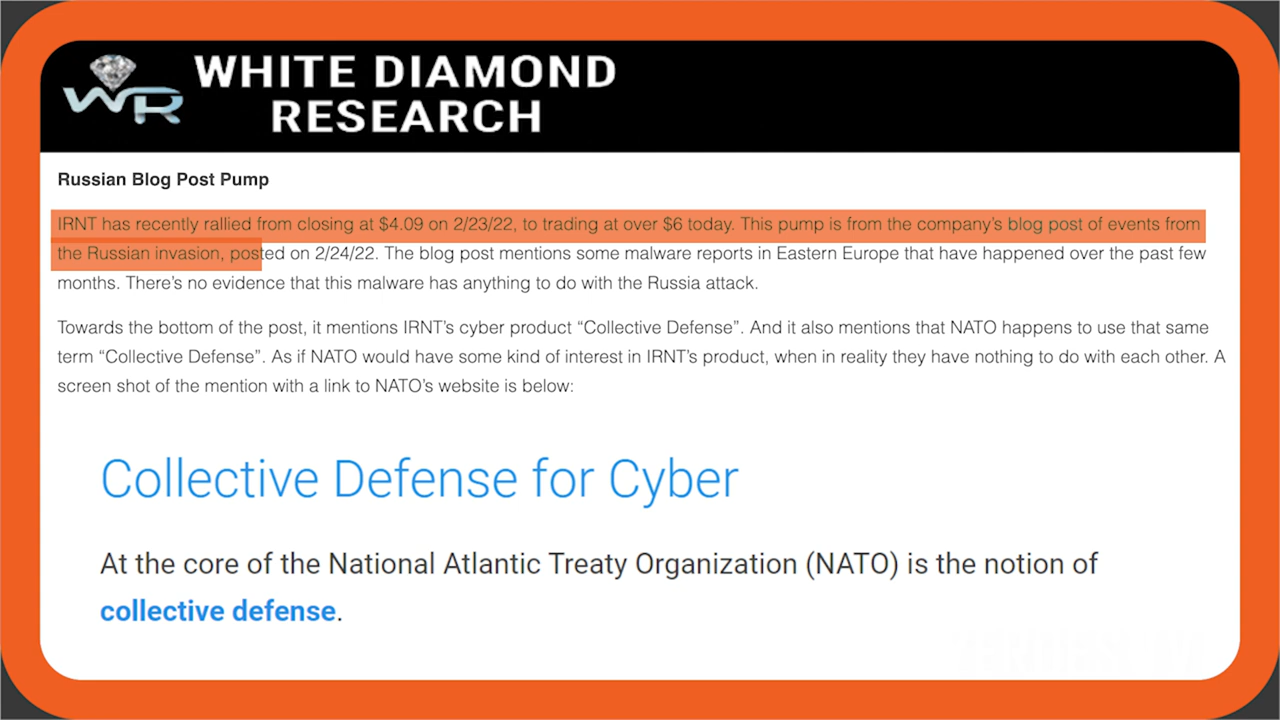 WR
WHITE DIAMOND
RESEARCH
Russian Blog Post Pump
IRNT has recently rallied from closing at $4.09 on 2/23/22, to trading at over $6 today. This pump is from the company’s blog post of events from
the Russian invasion, posted on 2/24/22. The blog post mentions some malware reports in Eastern Europe that have happened over the past few
months. There’s no evidence that this malware has anything to do with the Russia attack.
Towards the bottom of the post, it mentions IRNT’s cyber product “Collective Defense”. And it also mentions that NATO happens to use that same
term “Collective Defense”. As if NATO would have some kind of interest in IRNT’s product, when in reality they have nothing to do with each other. A
screen shot of the mention with a link to NATO’s website is below:
Collective Defense for Cyber
At the core of the National Atlantic Treaty Organization (NATO) is the notion of
collective defense.